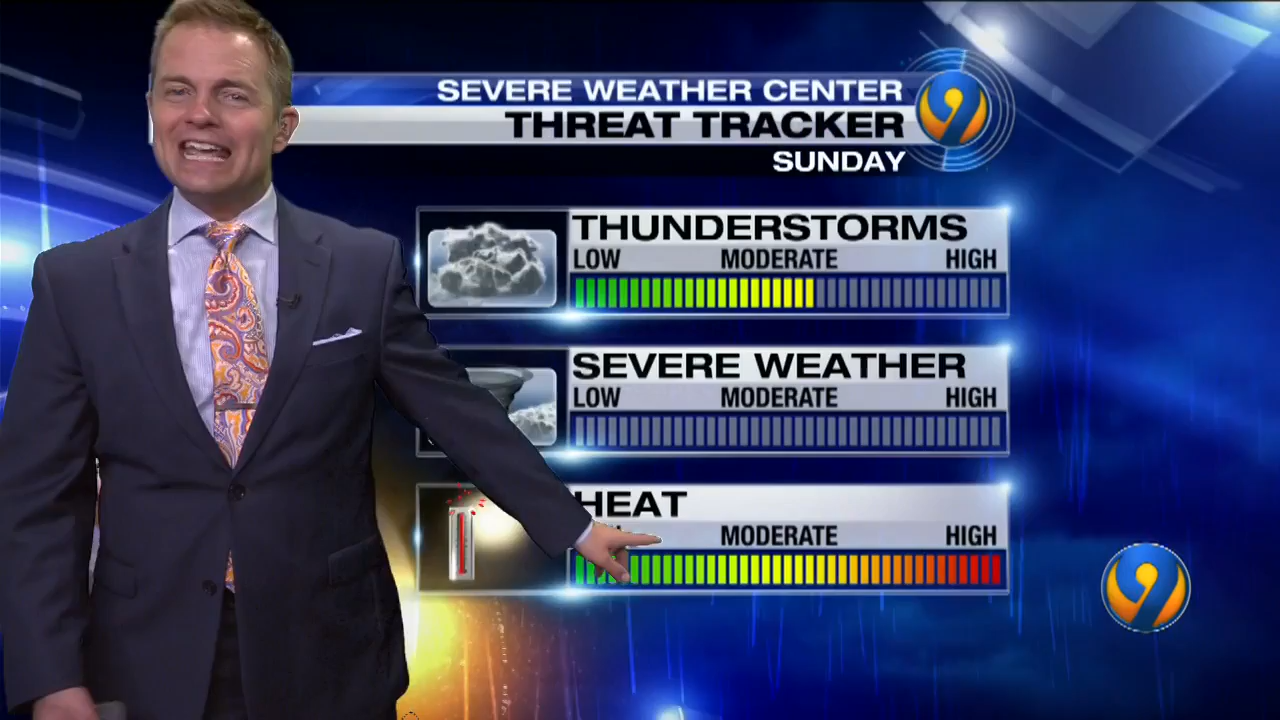 SEVERE WEATHER CENTER
THREAT TRACKER
9
SUNDAY
THUNDERSTORMS
LOW MODERATE HIGH
SEVERE WEATHER
LOW MODERATE HIGH
HEAT
MODERATE HIGH
9